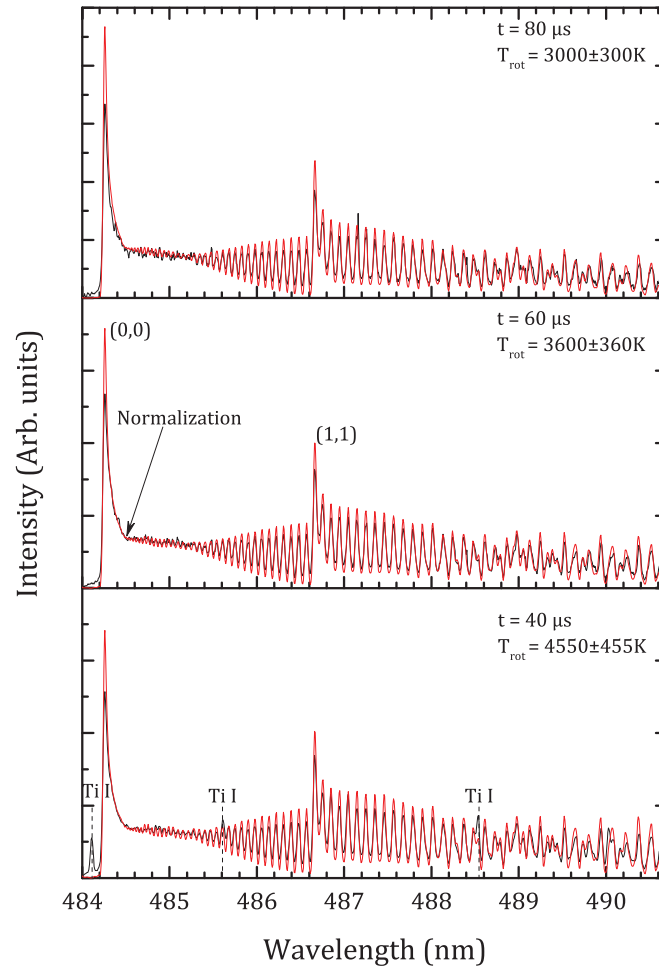 t = 80 μs
T_rot = 3000±300K
t = 60 μs
T_rot = 3600±360K
(0,0)
Normalization
(1,1)
t = 40 μs
T_rot = 4550±455K
Ti I
Ti I
Ti I
484 485 486 487 488 489 490
Wavelength (nm)
Intensity (Arb. units)